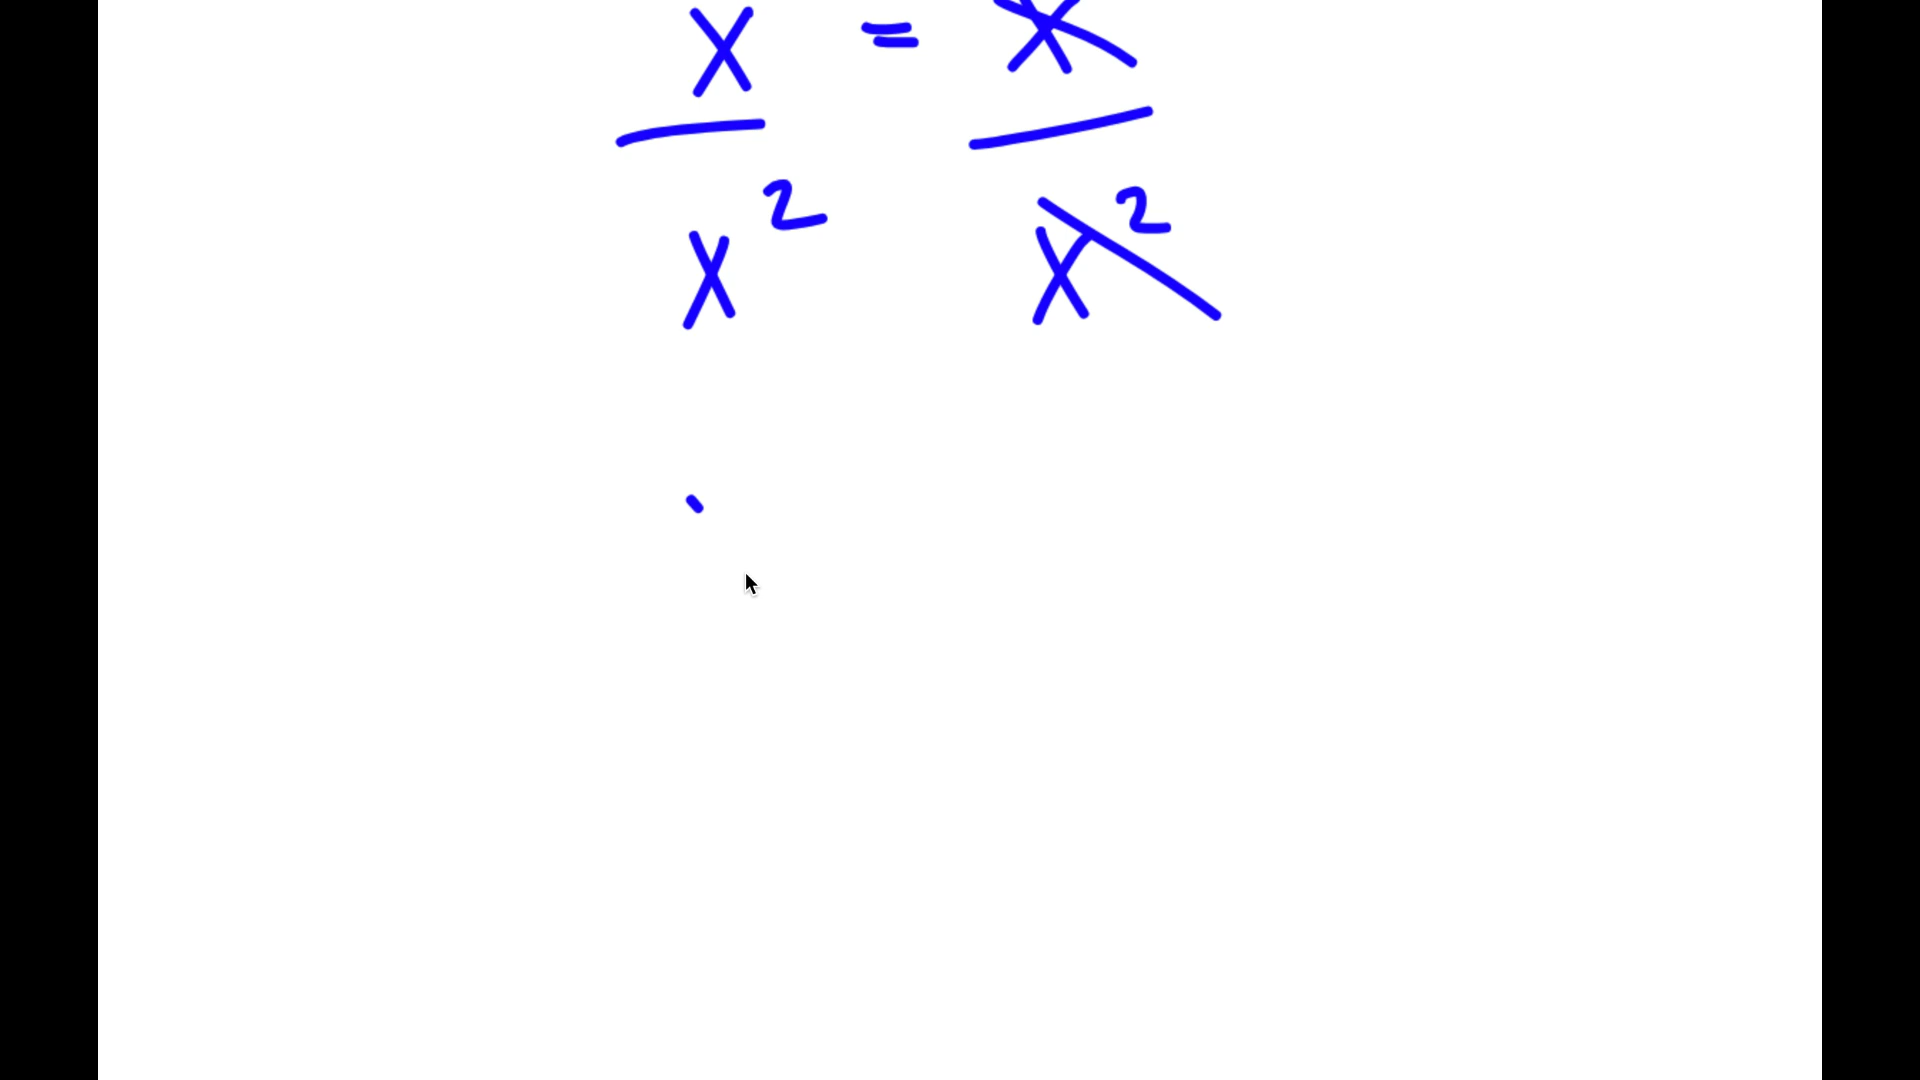 x = x
x² x²